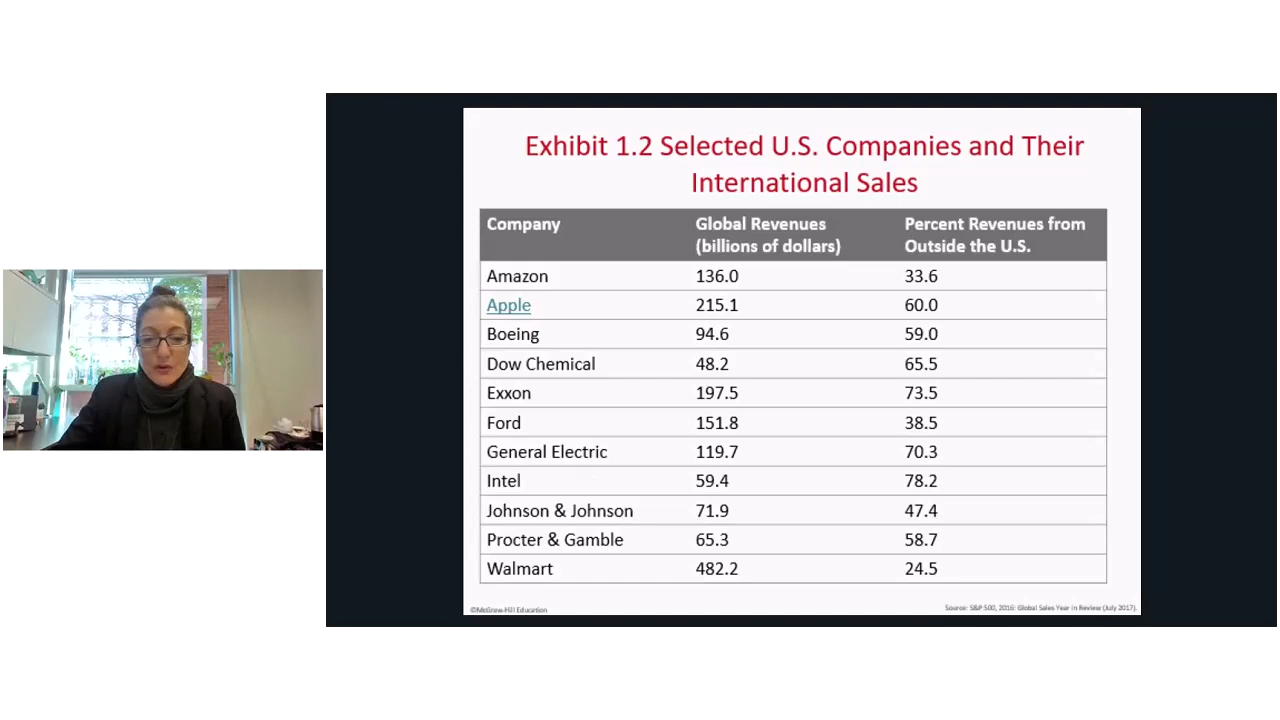 Exhibit 1.2 Selected U.S. Companies and Their
International Sales
Company Global Revenues (billions of dollars) Percent Revenues from Outside the U.S.
Amazon 136.0 33.6
Apple 215.1 60.0
Boeing 94.6 59.0
Dow Chemical 48.2 65.5
Exxon 197.5 73.5
Ford 151.8 38.5
General Electric 119.7 70.3
Intel 59.4 78.2
Johnson & Johnson 71.9 47.4
Procter & Gamble 65.3 58.7
Walmart 482.2 24.5
©McGraw-Hill Education
Source: S&P 500, 2016: Global Sales Year in Review (July 2017).